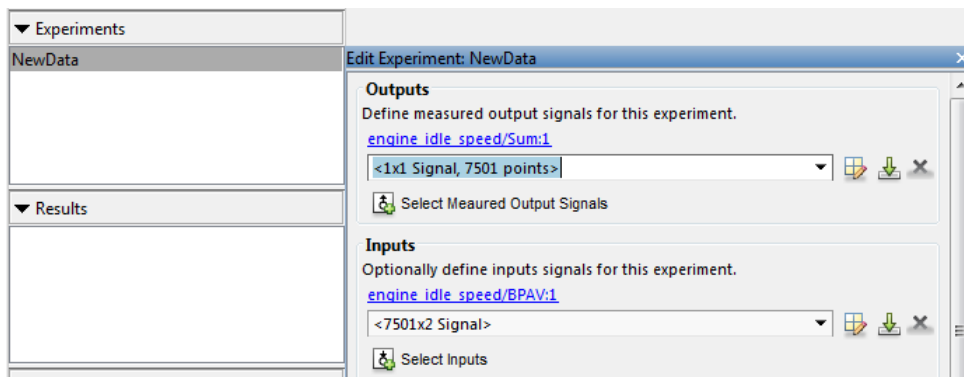 Experiments
NewData
Results
Edit Experiment: NewData
Outputs
Define measured output signals for this experiment.
engine_idle_speed/Sum:1
<1x1 Signal, 7501 points>
Select Meaured Output Signals
Inputs
Optionally define inputs signals for this experiment.
engine_idle_speed/BPAV:1
<7501x2 Signal>
Select Inputs